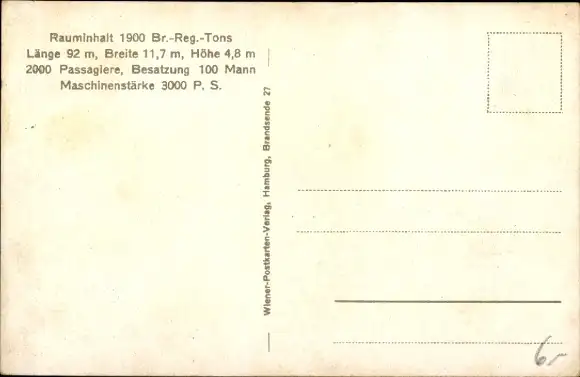 Rauminhalt 1900 Br.-Reg.-Tons
Länge 92 m, Breite 11,7 m, Höhe 4,8 m
2000 Passagiere, Besatzung 100 Mann
Maschinenstärke 3000 P. S.
Wiener-Postkarten-Verlag, Hamburg, Brandsende 27
6-